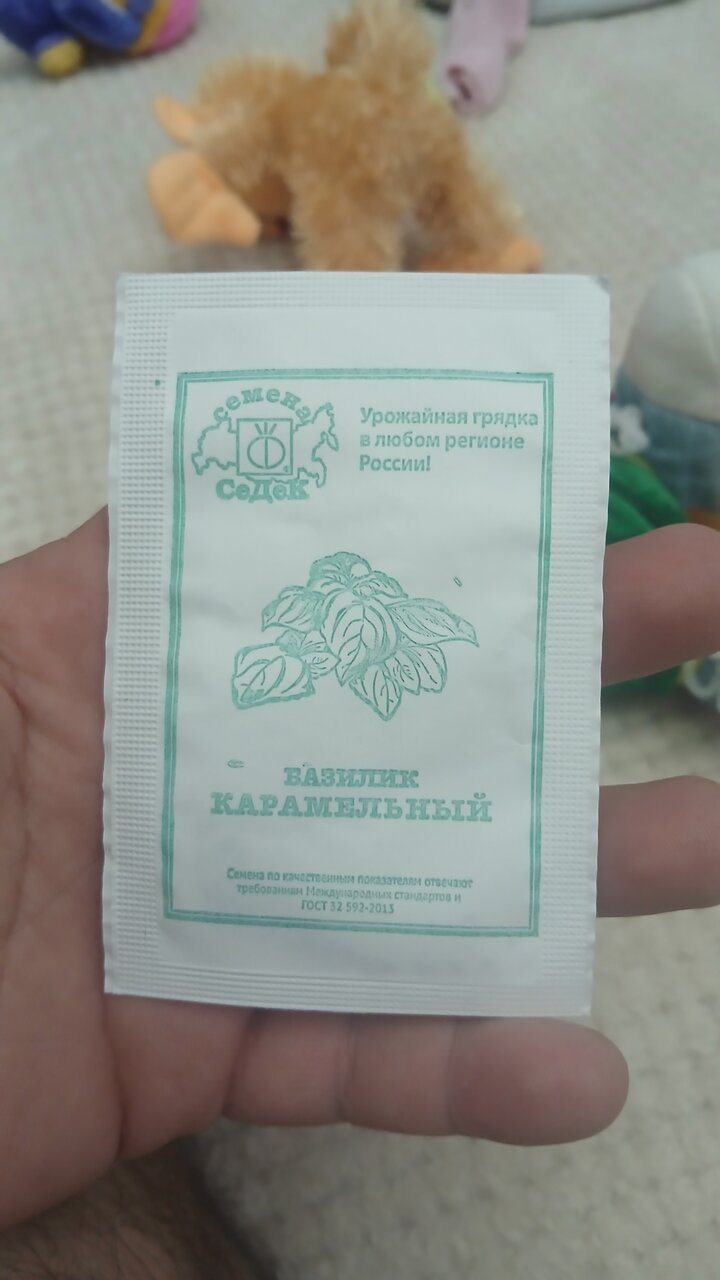 семена
СеДеК
Урожайная грядка
в любом регионе
России!
БАЗИЛИК
КАРАМЕЛЬНЫЙ
Семена по качественным показателям отвечают
требованиям Международных стандартов и
ГОСТ 32 592-2013